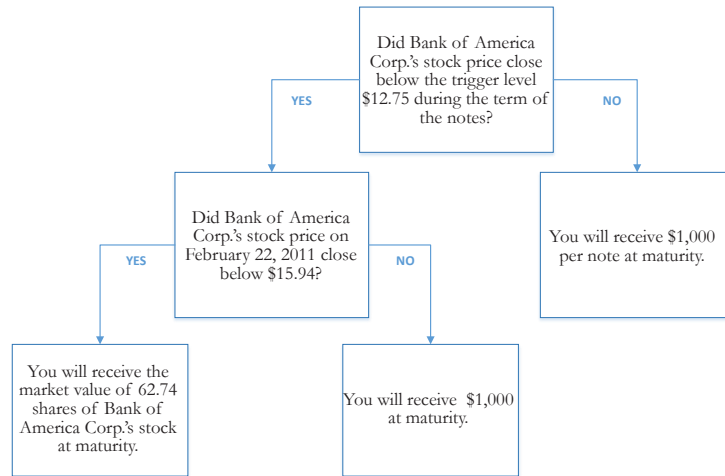 Did Bank of America
Corp.'s stock price close
below the trigger level
$12.75 during the term of
the notes?
YES
NO
Did Bank of America
Corp.'s stock price on
February 22, 2011 close
below $15.94?
You will receive $1,000
per note at maturity.
YES
NO
You will receive the
market value of 62.74
shares of Bank of
America Corp.'s stock
at maturity.
You will receive $1,000
at maturity.